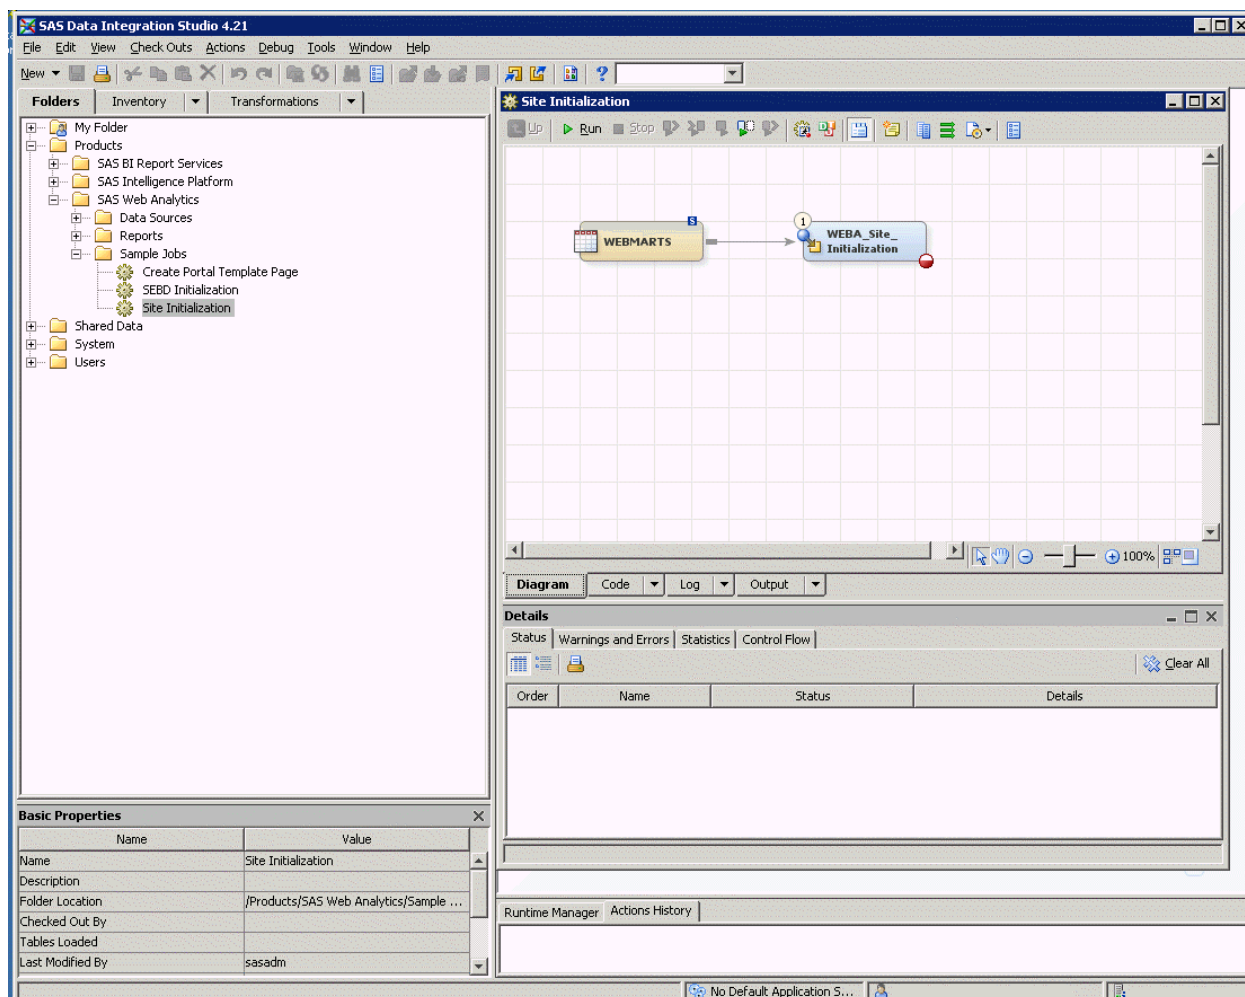 SAS Data Integration Studio 4.21
File Edit View Check Outs Actions Debug Tools Window Help
New
Folders Inventory Transformations
My Folder
Products
SAS BI Report Services
SAS Intelligence Platform
SAS Web Analytics
Data Sources
Reports
Sample Jobs
Create Portal Template Page
SEBD Initialization
Site Initialization
Shared Data
System
Users
Basic Properties
Name Value
Name Site Initialization
Description
Folder Location /Products/SAS Web Analytics/Sample ...
Checked Out By
Tables Loaded
Last Modified By sasadm
Site Initialization
Up Run Stop
S
WEBMARTS
1
WEBA_Site_
Initialization
100%
Diagram Code Log Output
Details
Status Warnings and Errors Statistics Control Flow
Clear All
Order Name Status Details
Runtime Manager Actions History
No Default Application S...